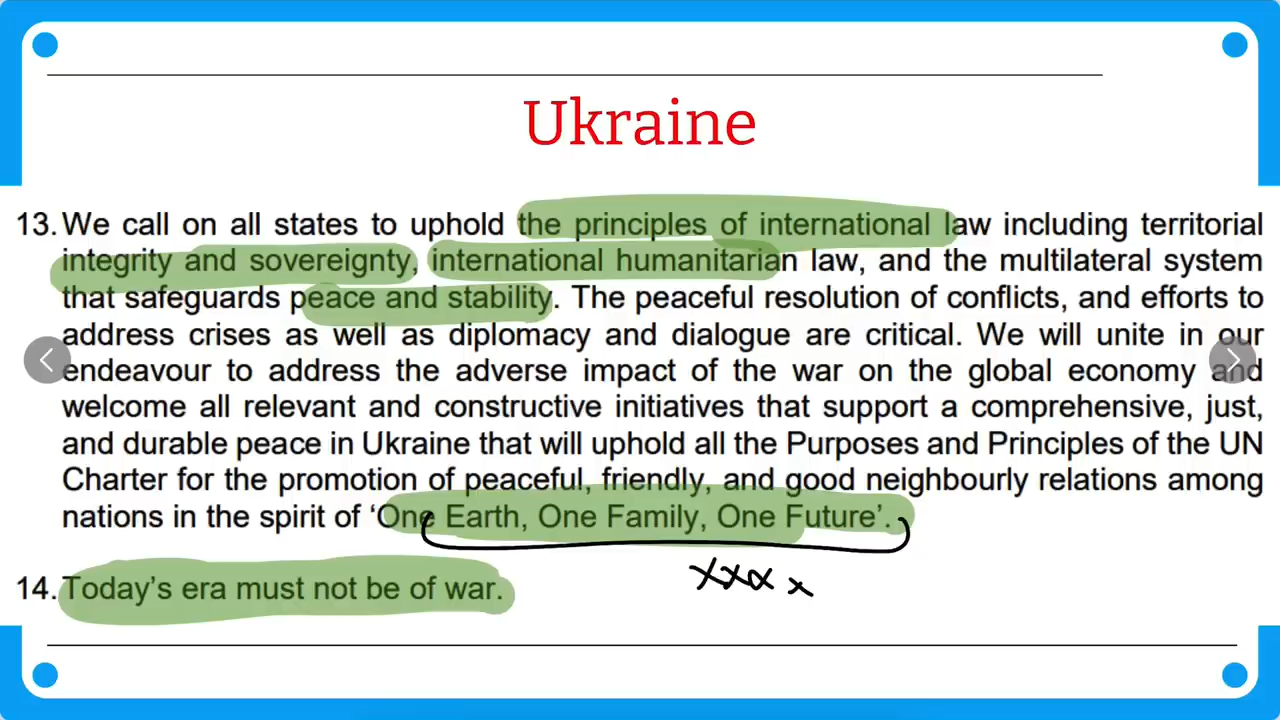 Ukraine
13. We call on all states to uphold the principles of international law including territorial
integrity and sovereignty, international humanitarian law, and the multilateral system
that safeguards peace and stability. The peaceful resolution of conflicts, and efforts to
address crises as well as diplomacy and dialogue are critical. We will unite in our
endeavour to address the adverse impact of the war on the global economy and
welcome all relevant and constructive initiatives that support a comprehensive, just,
and durable peace in Ukraine that will uphold all the Purposes and Principles of the UN
Charter for the promotion of peaceful, friendly, and good neighbourly relations among
nations in the spirit of ‘One Earth, One Family, One Future’.
xxxx
14. Today’s era must not be of war.